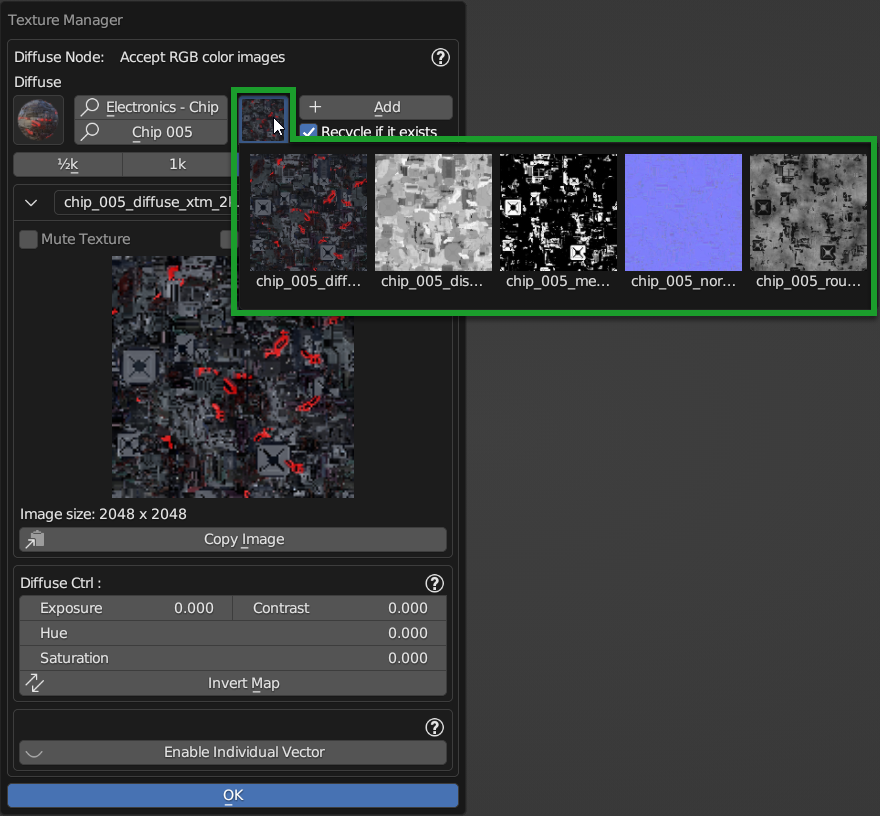 Texture Manager
Diffuse Node: Accept RGB color images
Diffuse
Electronics - Chip
Add
Chip 005
Recycle if it exists
½k
1k
chip_005_diffuse_xtm_2
Mute Texture
chip_005_diff...
chip_005_dis...
chip_005_me...
chip_005_nor...
chip_005_rou...
Image size: 2048 x 2048
Copy Image
Diffuse Ctrl :
Exposure 0.000
Contrast 0.000
Hue 0.000
Saturation 0.000
Invert Map
Enable Individual Vector
OK